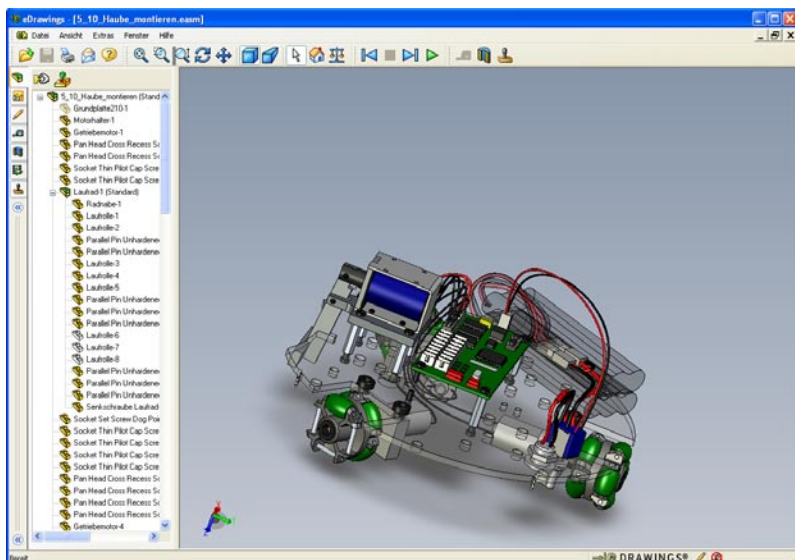 eDrawings - [5_10_Haube_montieren.easm]
Datei Ansicht Extras Fenster Hilfe
5_10_Haube_montieren (Stand
Grundplatte210-1
Motorhalter-1
Getriebemotor-1
Pan Head Cross Recess Sc
Pan Head Cross Recess Sc
Socket Thin Pilot Cap Scre
Socket Thin Pilot Cap Scre
Laufrad-1 (Standard)
Radnabe-1
Laufrolle-1
Laufrolle-2
Parallel Pin Unhardene
Parallel Pin Unhardene
Laufrolle-3
Laufrolle-4
Laufrolle-5
Parallel Pin Unhardene
Parallel Pin Unhardene
Parallel Pin Unhardene
Laufrolle-6
Laufrolle-7
Laufrolle-8
Parallel Pin Unhardene
Parallel Pin Unhardene
Parallel Pin Unhardene
Senkschraube Laufrad
Socket Set Screw Dog Poi
Socket Thin Pilot Cap Scre
Socket Thin Pilot Cap Scre
Socket Thin Pilot Cap Scre
Socket Thin Pilot Cap Scre
Pan Head Cross Recess Sc
Pan Head Cross Recess Sc
Pan Head Cross Recess Sc
Pan Head Cross Recess Sc
Getriebemotor-4
Bereit
DRAWINGS®